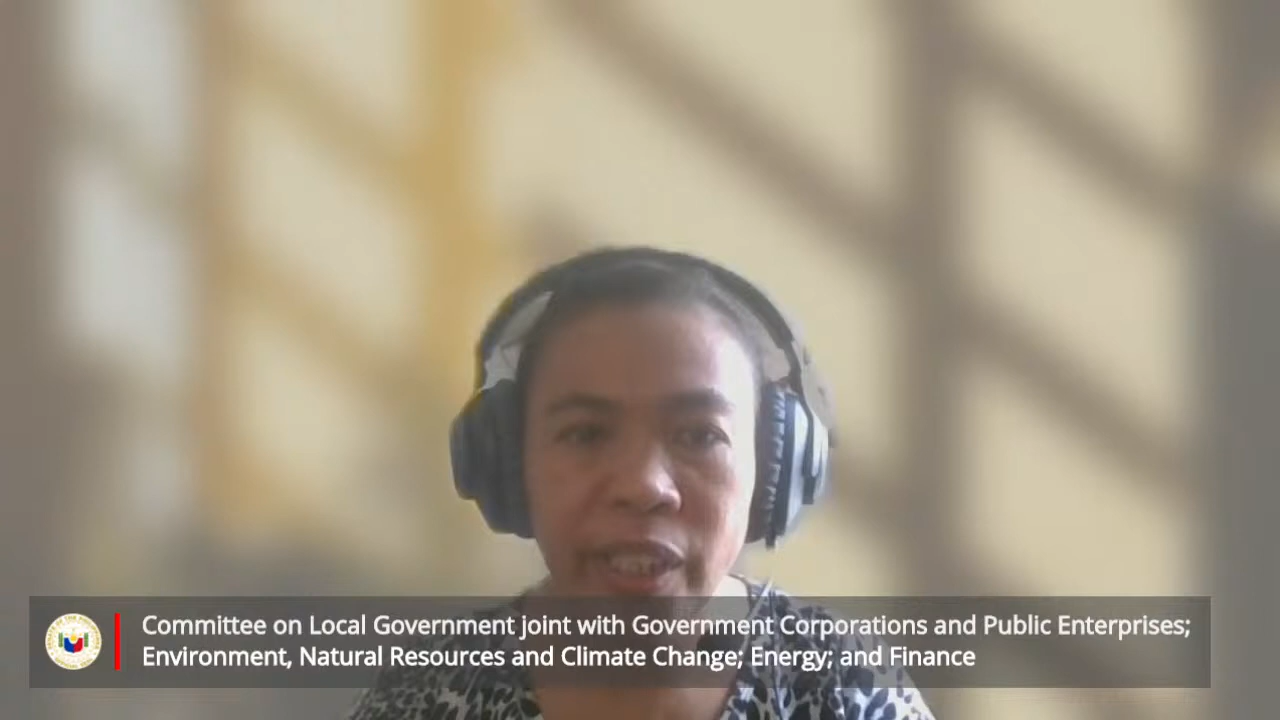 Committee on Local Government joint with Government Corporations and Public Enterprises;
Environment, Natural Resources and Climate Change; Energy; and Finance